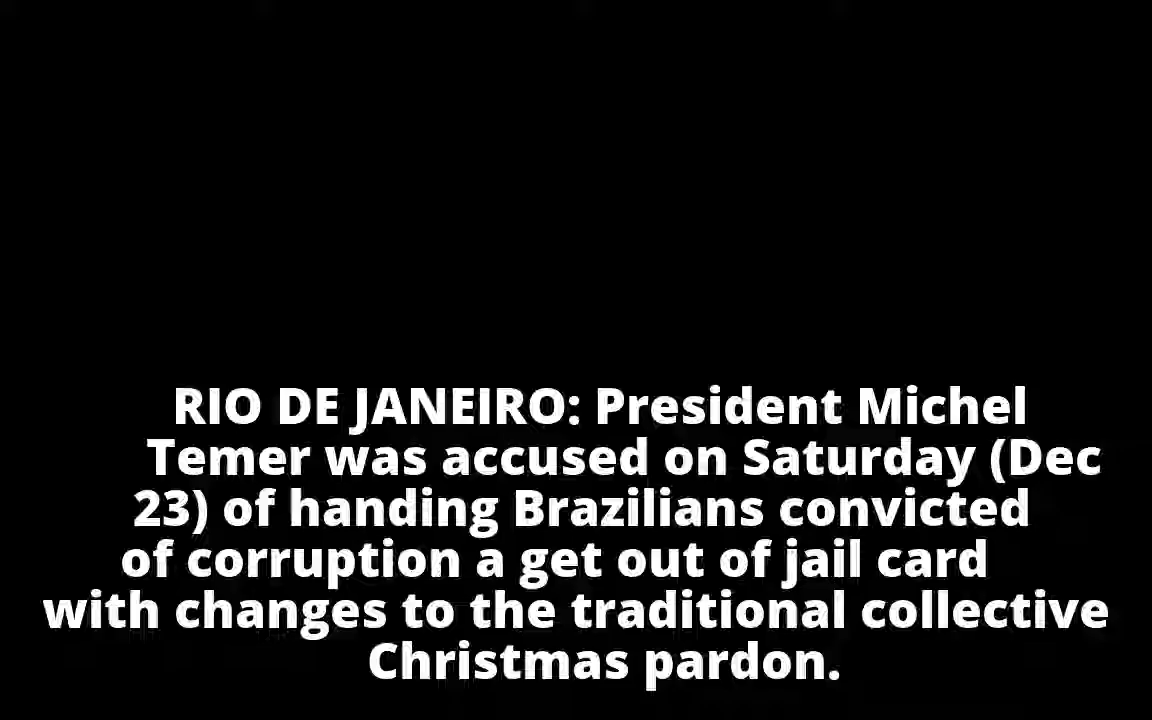 RIO DE JANEIRO: President Michel
Temer was accused on Saturday (Dec
23) of handing Brazilians convicted
of corruption a get out of jail card
with changes to the traditional collective
Christmas pardon.